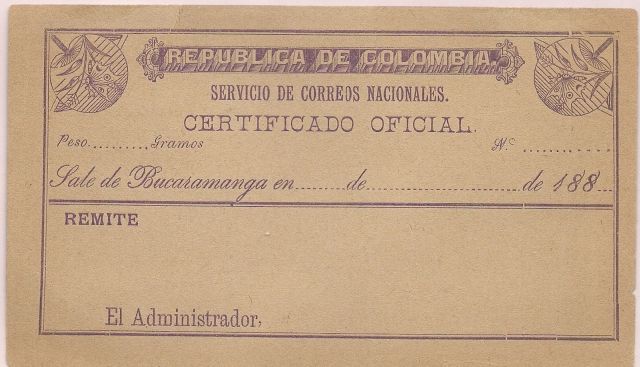 REPUBLICA DE COLOMBIA.
SERVICIO DE CORREOS NACIONALES.
CERTIFICADO OFICIAL.
Peso.........Gramos N.º ...............
Sale de Bucaramanga en.......... de.............................. de 188...
REMITE
El Administrador,